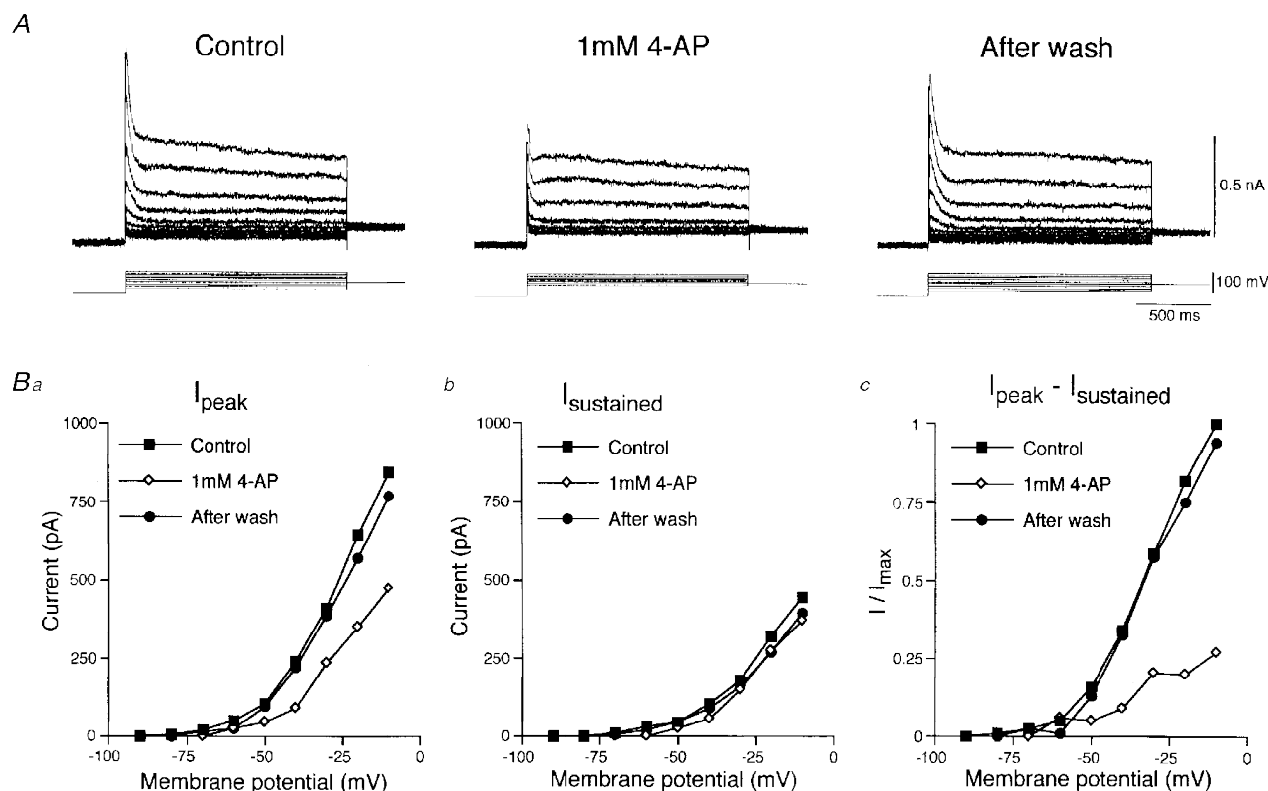 A
Control
1mM 4-AP
After wash
0.5 nA
100 mV
500 ms
Ba
I peak
b
I sustained
c
I peak - I sustained
1000
750
500
250
0
Current (pA)
Control
1mM 4-AP
After wash
-100
-75
-50
-25
0
Membrane potential (mV)
1000
750
500
250
0
Current (pA)
Control
1mM 4-AP
After wash
-100
-75
-50
-25
0
Membrane potential (mV)
1
0.75
0.5
0.25
0
I / Imax
Control
1mM 4-AP
After wash
-100
-75
-50
-25
0
Membrane potential (mV)